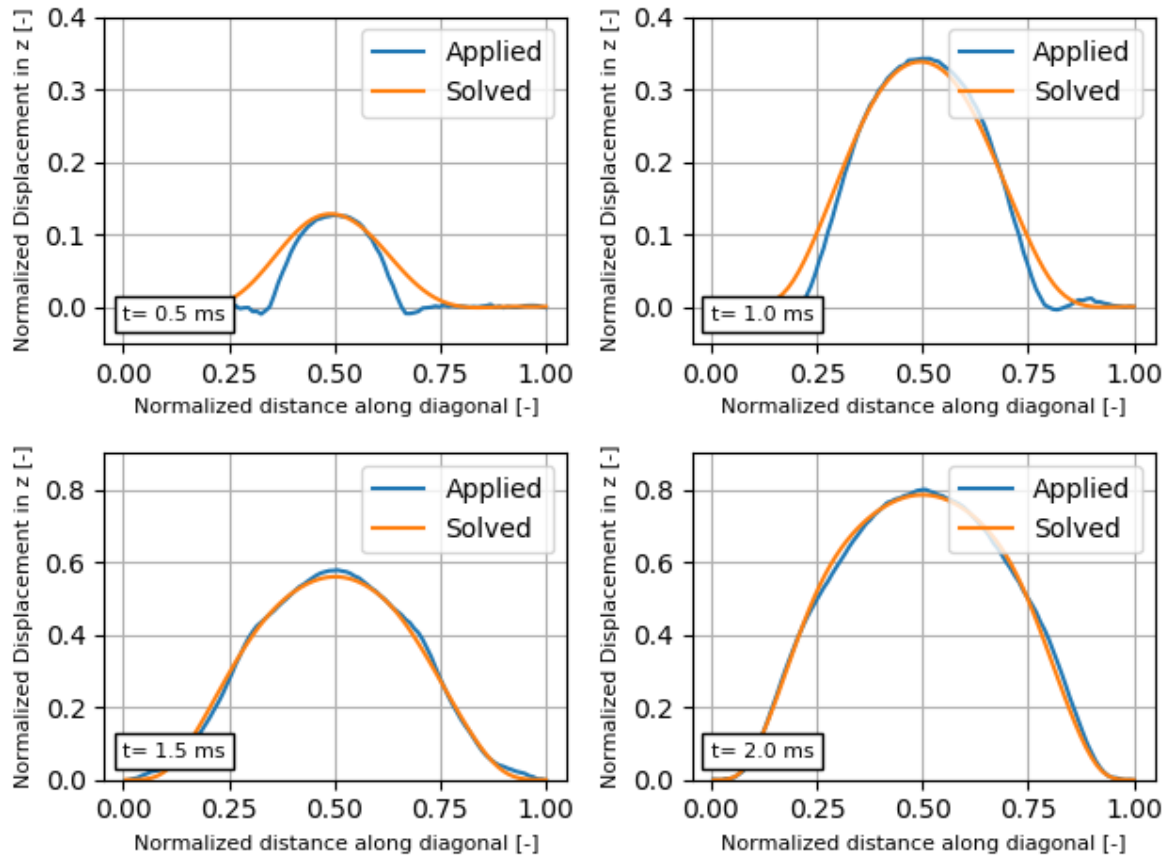 Normalized Displacement in z [-]
0.4
0.3
0.2
0.1
0.0
Applied
Solved
t= 0.5 ms
0.00 0.25 0.50 0.75 1.00
Normalized distance along diagonal [-]
Normalized Displacement in z [-]
0.4
0.3
0.2
0.1
0.0
Applied
Solved
t= 1.0 ms
0.00 0.25 0.50 0.75 1.00
Normalized distance along diagonal [-]
Normalized Displacement in z [-]
0.8
0.6
0.4
0.2
0.0
Applied
Solved
t= 1.5 ms
0.00 0.25 0.50 0.75 1.00
Normalized distance along diagonal [-]
Normalized Displacement in z [-]
0.8
0.6
0.4
0.2
0.0
Applied
Solved
t= 2.0 ms
0.00 0.25 0.50 0.75 1.00
Normalized distance along diagonal [-]